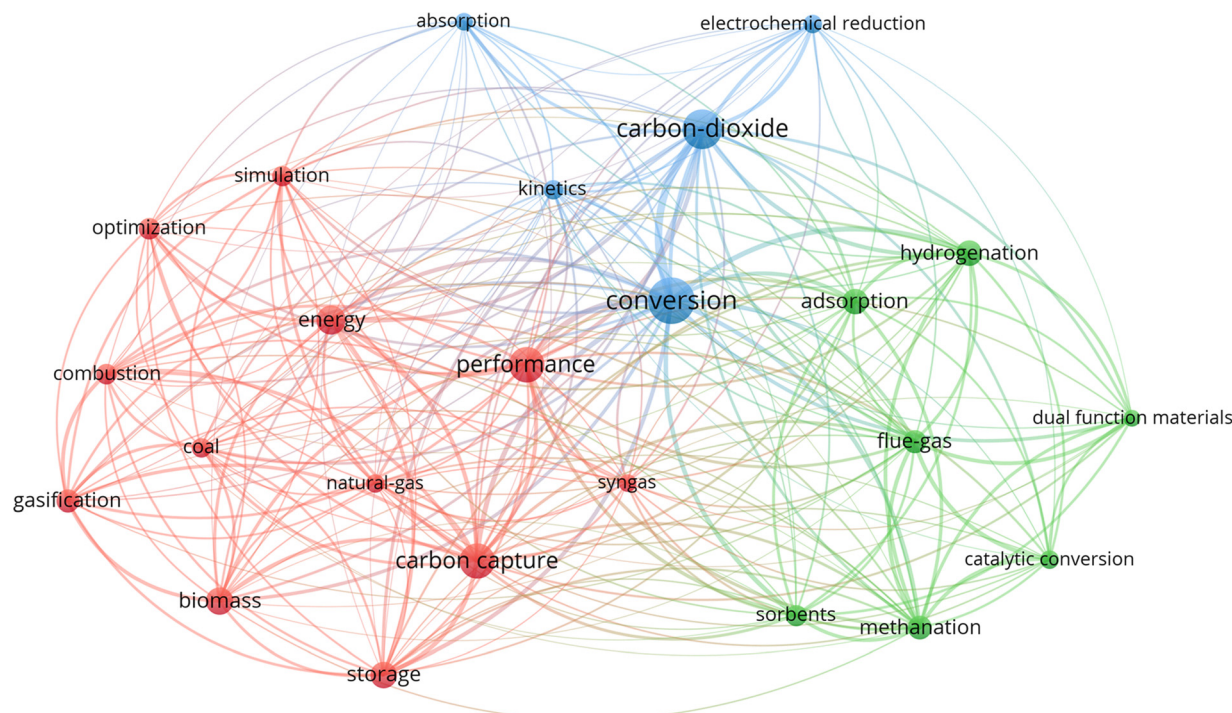 absorption
electrochemical reduction
carbon-dioxide
simulation
kinetics
optimization
hydrogenation
conversion
adsorption
energy
performance
combustion
dual function materials
coal
flue-gas
natural-gas
syngas
gasification
carbon capture
catalytic conversion
biomass
sorbents
methanation
storage